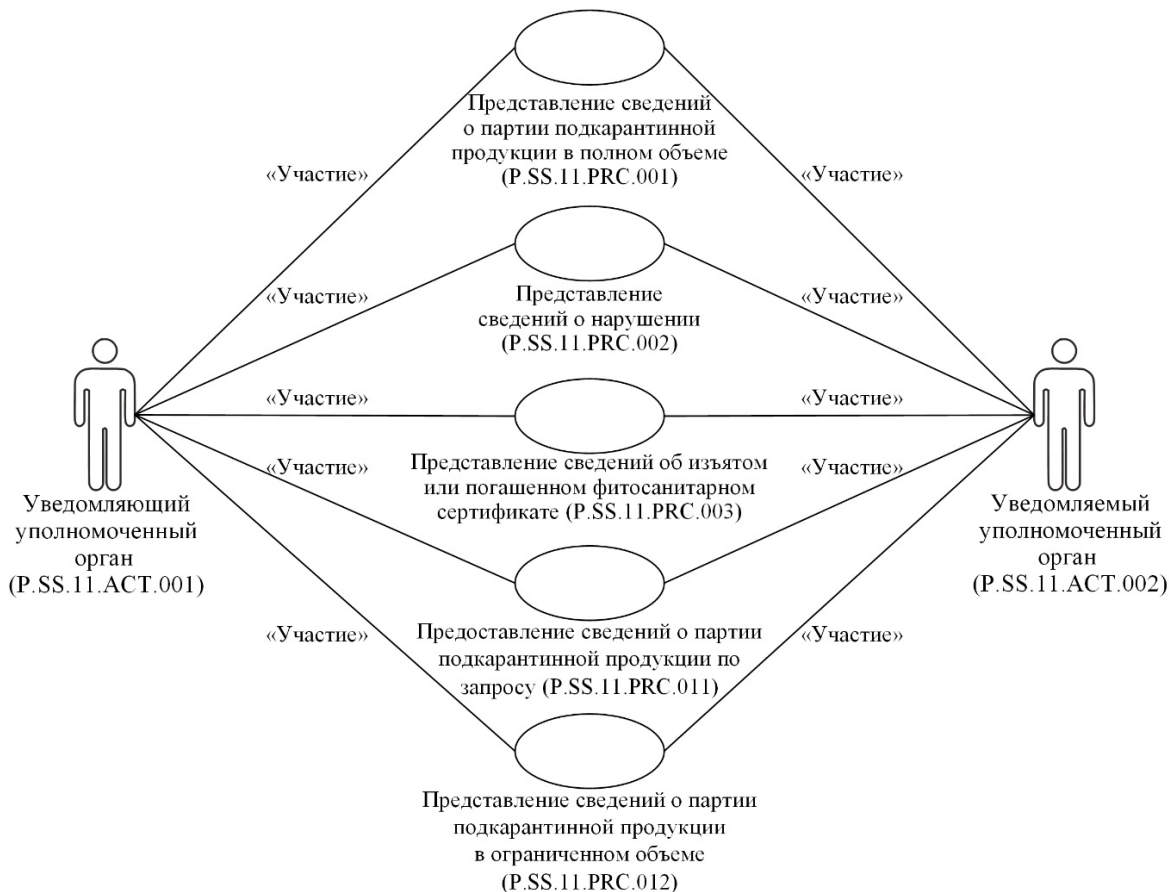 Представление сведений
о партии подкарантинной
продукции в полном объеме
(P.SS.11.PRC.001)
«Участие»
«Участие»
«Участие»
«Участие»
Представление
сведений о нарушении
(P.SS.11.PRC.002)
«Участие»
«Участие»
Представление сведений об изъятом
или погашенном фитосанитарном
сертификате (P.SS.11.PRC.003)
«Участие»
«Участие»
Уведомляющий
уполномоченный
орган
(P.SS.11.ACT.001)
Уведомляемый
уполномоченный
орган
(P.SS.11.ACT.002)
Предоставление сведений о партии
подкарантинной продукции по
запросу (P.SS.11.PRC.011)
«Участие»
«Участие»
Представление сведений о партии
подкарантинной продукции
в ограниченном объеме
(P.SS.11.PRC.012)